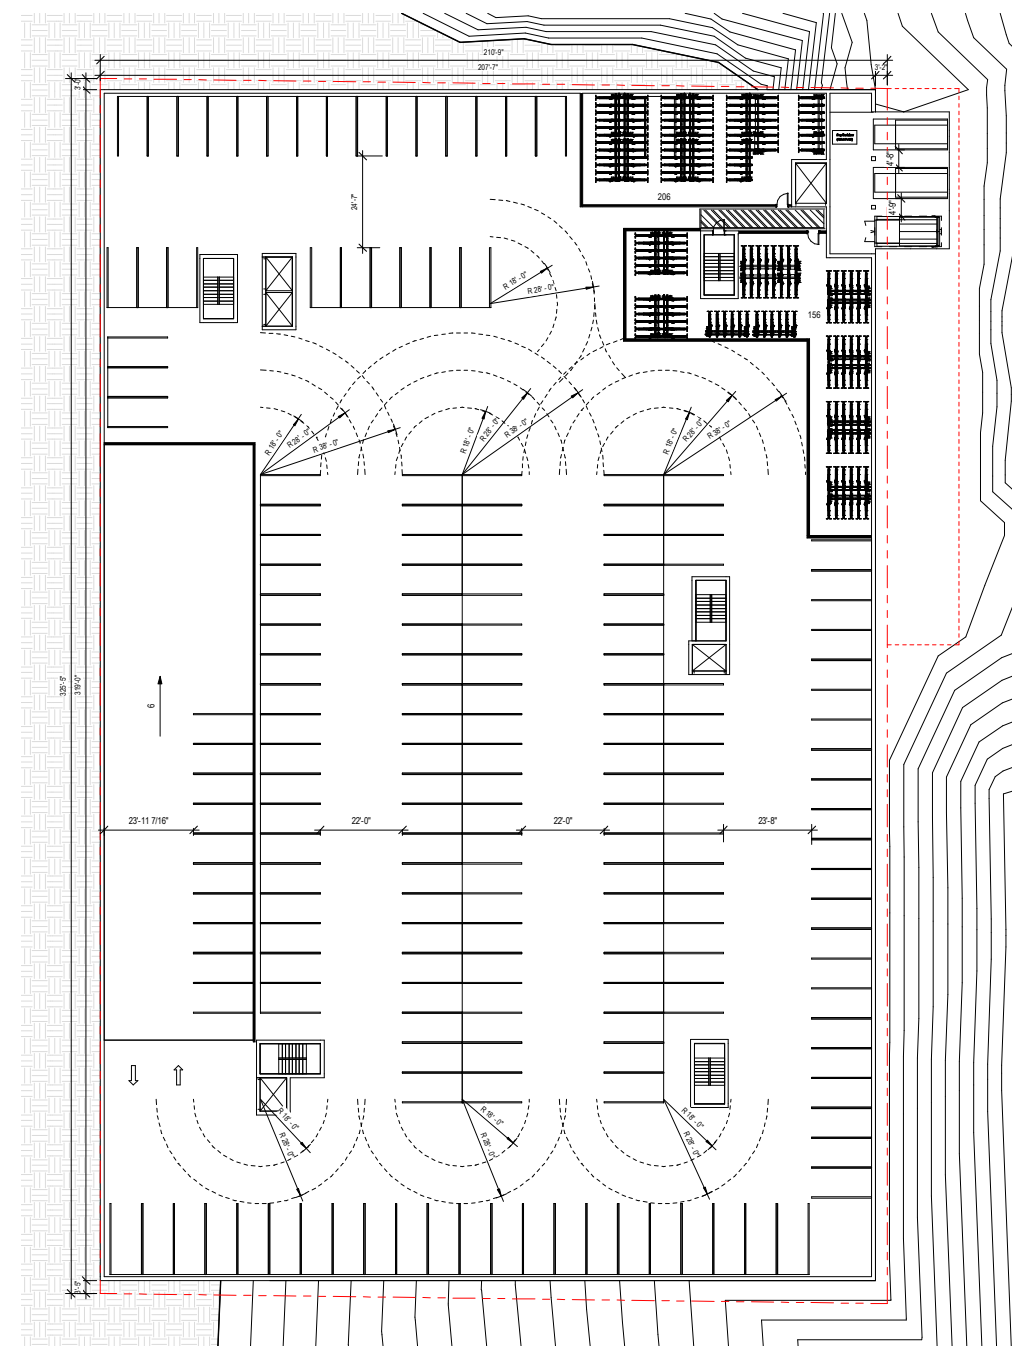 210'-9"
207'-7"
3'-2"
3'-0"
206
4'-8"
24'-7"
4'-9"
R 18' - 0"
R 28' - 0"
156
R 18' - 0"
R 28' - 0"
R 38' - 0"
R 18' - 0"
R 28' - 0"
R 38' - 0"
R 18' - 0"
R 28' - 0"
R 38' - 0"
325'-5"
319'-0"
6
23'-11 7/16"
22'-0"
22'-0"
23'-8"
R 18' - 0"
R 28' - 0"
R 18' - 0"
R 28' - 0"
R 18' - 0"
R 28' - 0"
3'-5"